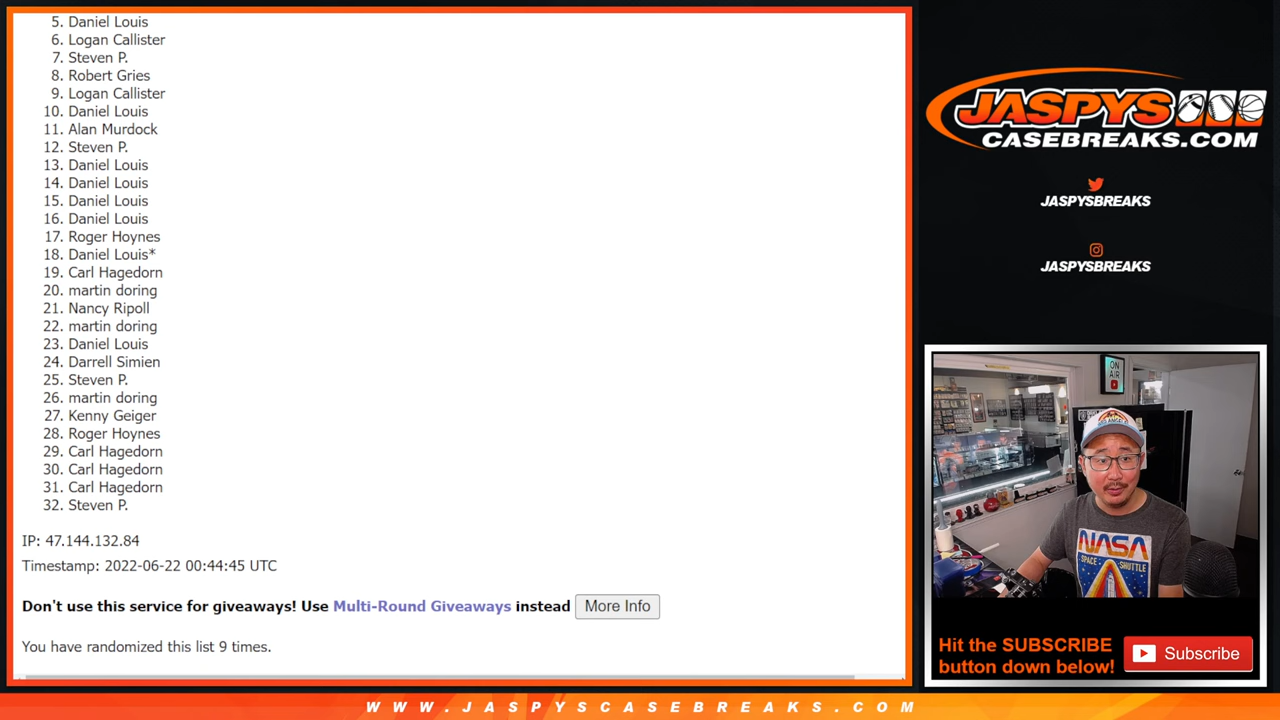 5. Daniel Louis
6. Logan Callister
7. Steven P.
8. Robert Gries
9. Logan Callister
10. Daniel Louis
11. Alan Murdock
12. Steven P.
13. Daniel Louis
14. Daniel Louis
15. Daniel Louis
16. Daniel Louis
17. Roger Hoynes
18. Daniel Louis*
19. Carl Hagedorn
20. martin doring
21. Nancy Ripoll
22. martin doring
23. Daniel Louis
24. Darrell Simien
25. Steven P.
26. martin doring
27. Kenny Geiger
28. Roger Hoynes
29. Carl Hagedorn
30. Carl Hagedorn
31. Carl Hagedorn
32. Steven P.
IP: 47.144.132.84
Timestamp: 2022-06-22 00:44:45 UTC
Don't use this service for giveaways! Use Multi-Round Giveaways instead More Info
You have randomized this list 9 times.
JASPYS
CASEBREAKS.COM
JASPYSBREAKS
JASPYSBREAKS
ON
AIR
NASA
SPACE SHUTTLE
Hit the SUBSCRIBE
button down below!
Subscribe
WWW.JASPYSCASEBREAKS.COM